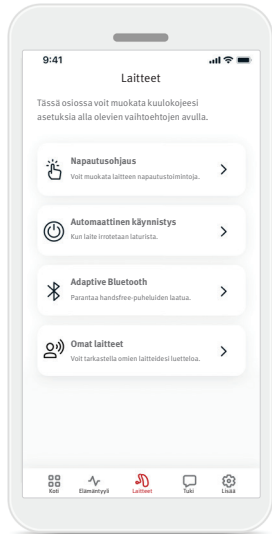 9:41
Laitteet
Tässä osiossa voit muokata kuulokojeesi
asetuksia alla olevien vaihtoehtojen avulla.
Napautusohjaus
Voit muokata laitteen napautustoimintoja.
Automaattinen käynnistys
Kun laite irrotetaan laturista.
Adaptive Bluetooth
Parantaa handsfree-puheluiden laatua.
Omat laitteet
Voit tarkastella omien laitteidesi luetteloa.
Koti Elämäntyyli Laitteet Tuki Lisää